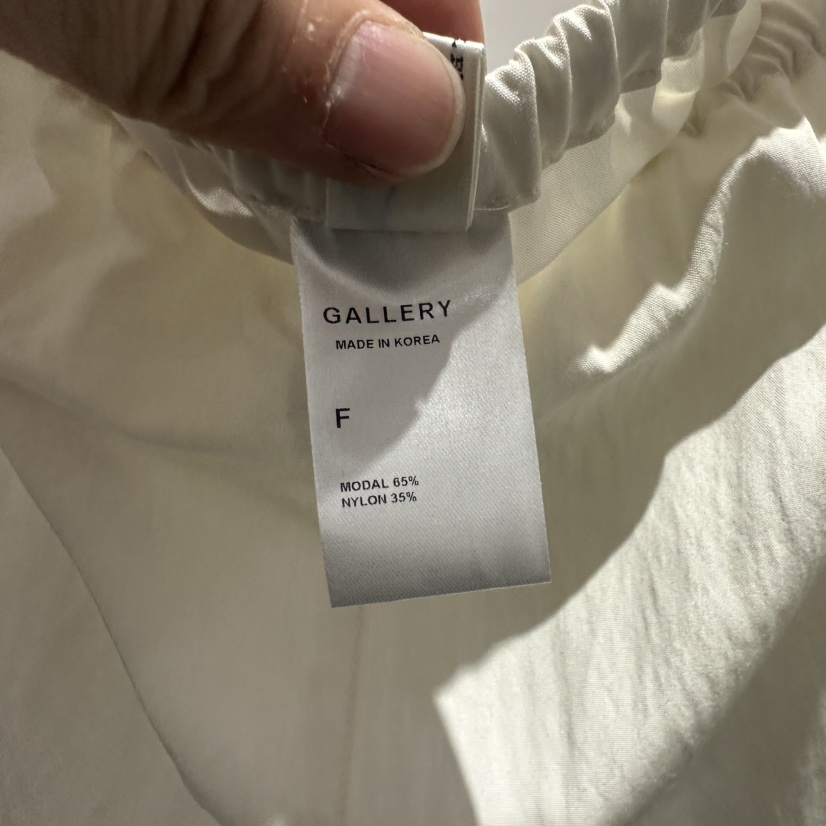 GALLERY
MADE IN KOREA
F
MODAL 65%
NYLON 35%